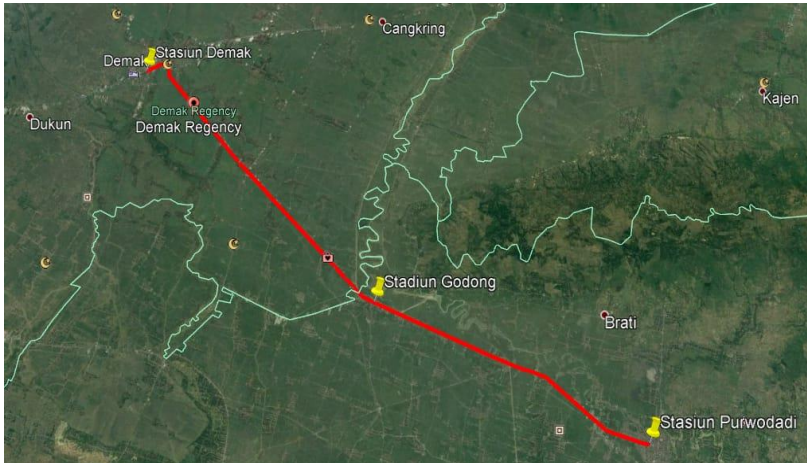 Cangkring
Stasiun Demak
Demak
Kajen
Demak Regency
Demak Regency
Dukun
Stadiun Godong
Brati
Stasiun Purwodadi